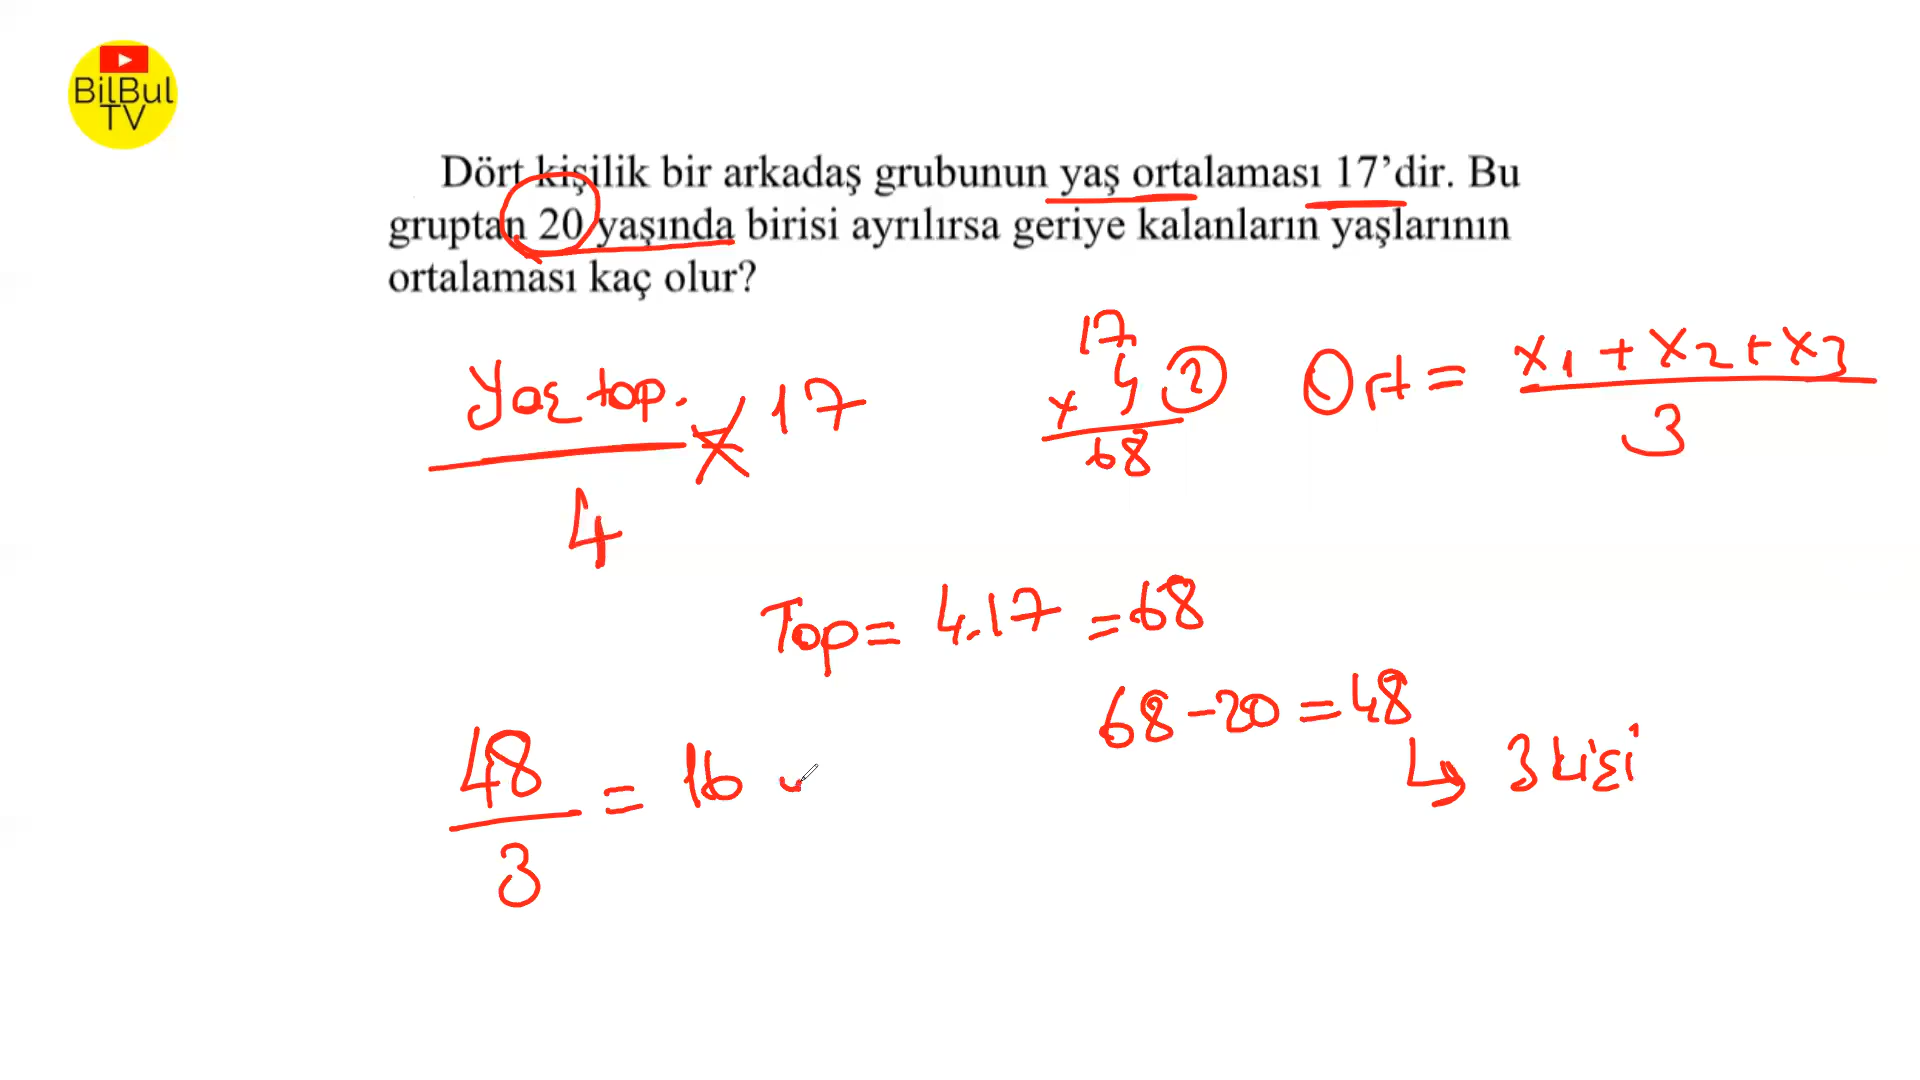 BilBul
TV
Dört kişilik bir arkadaş grubunun yaş ortalaması 17’dir. Bu
gruptan 20 yaşında birisi ayrılırsa geriye kalanların yaşlarının
ortalaması kaç olur?
Yaş top.
4
17
17
x 4
2
68
Ort = x1 + x2 + x3
3
Top = 4.17 = 68
68 - 20 = 48
↳ 3 kişi
48
3
= 16